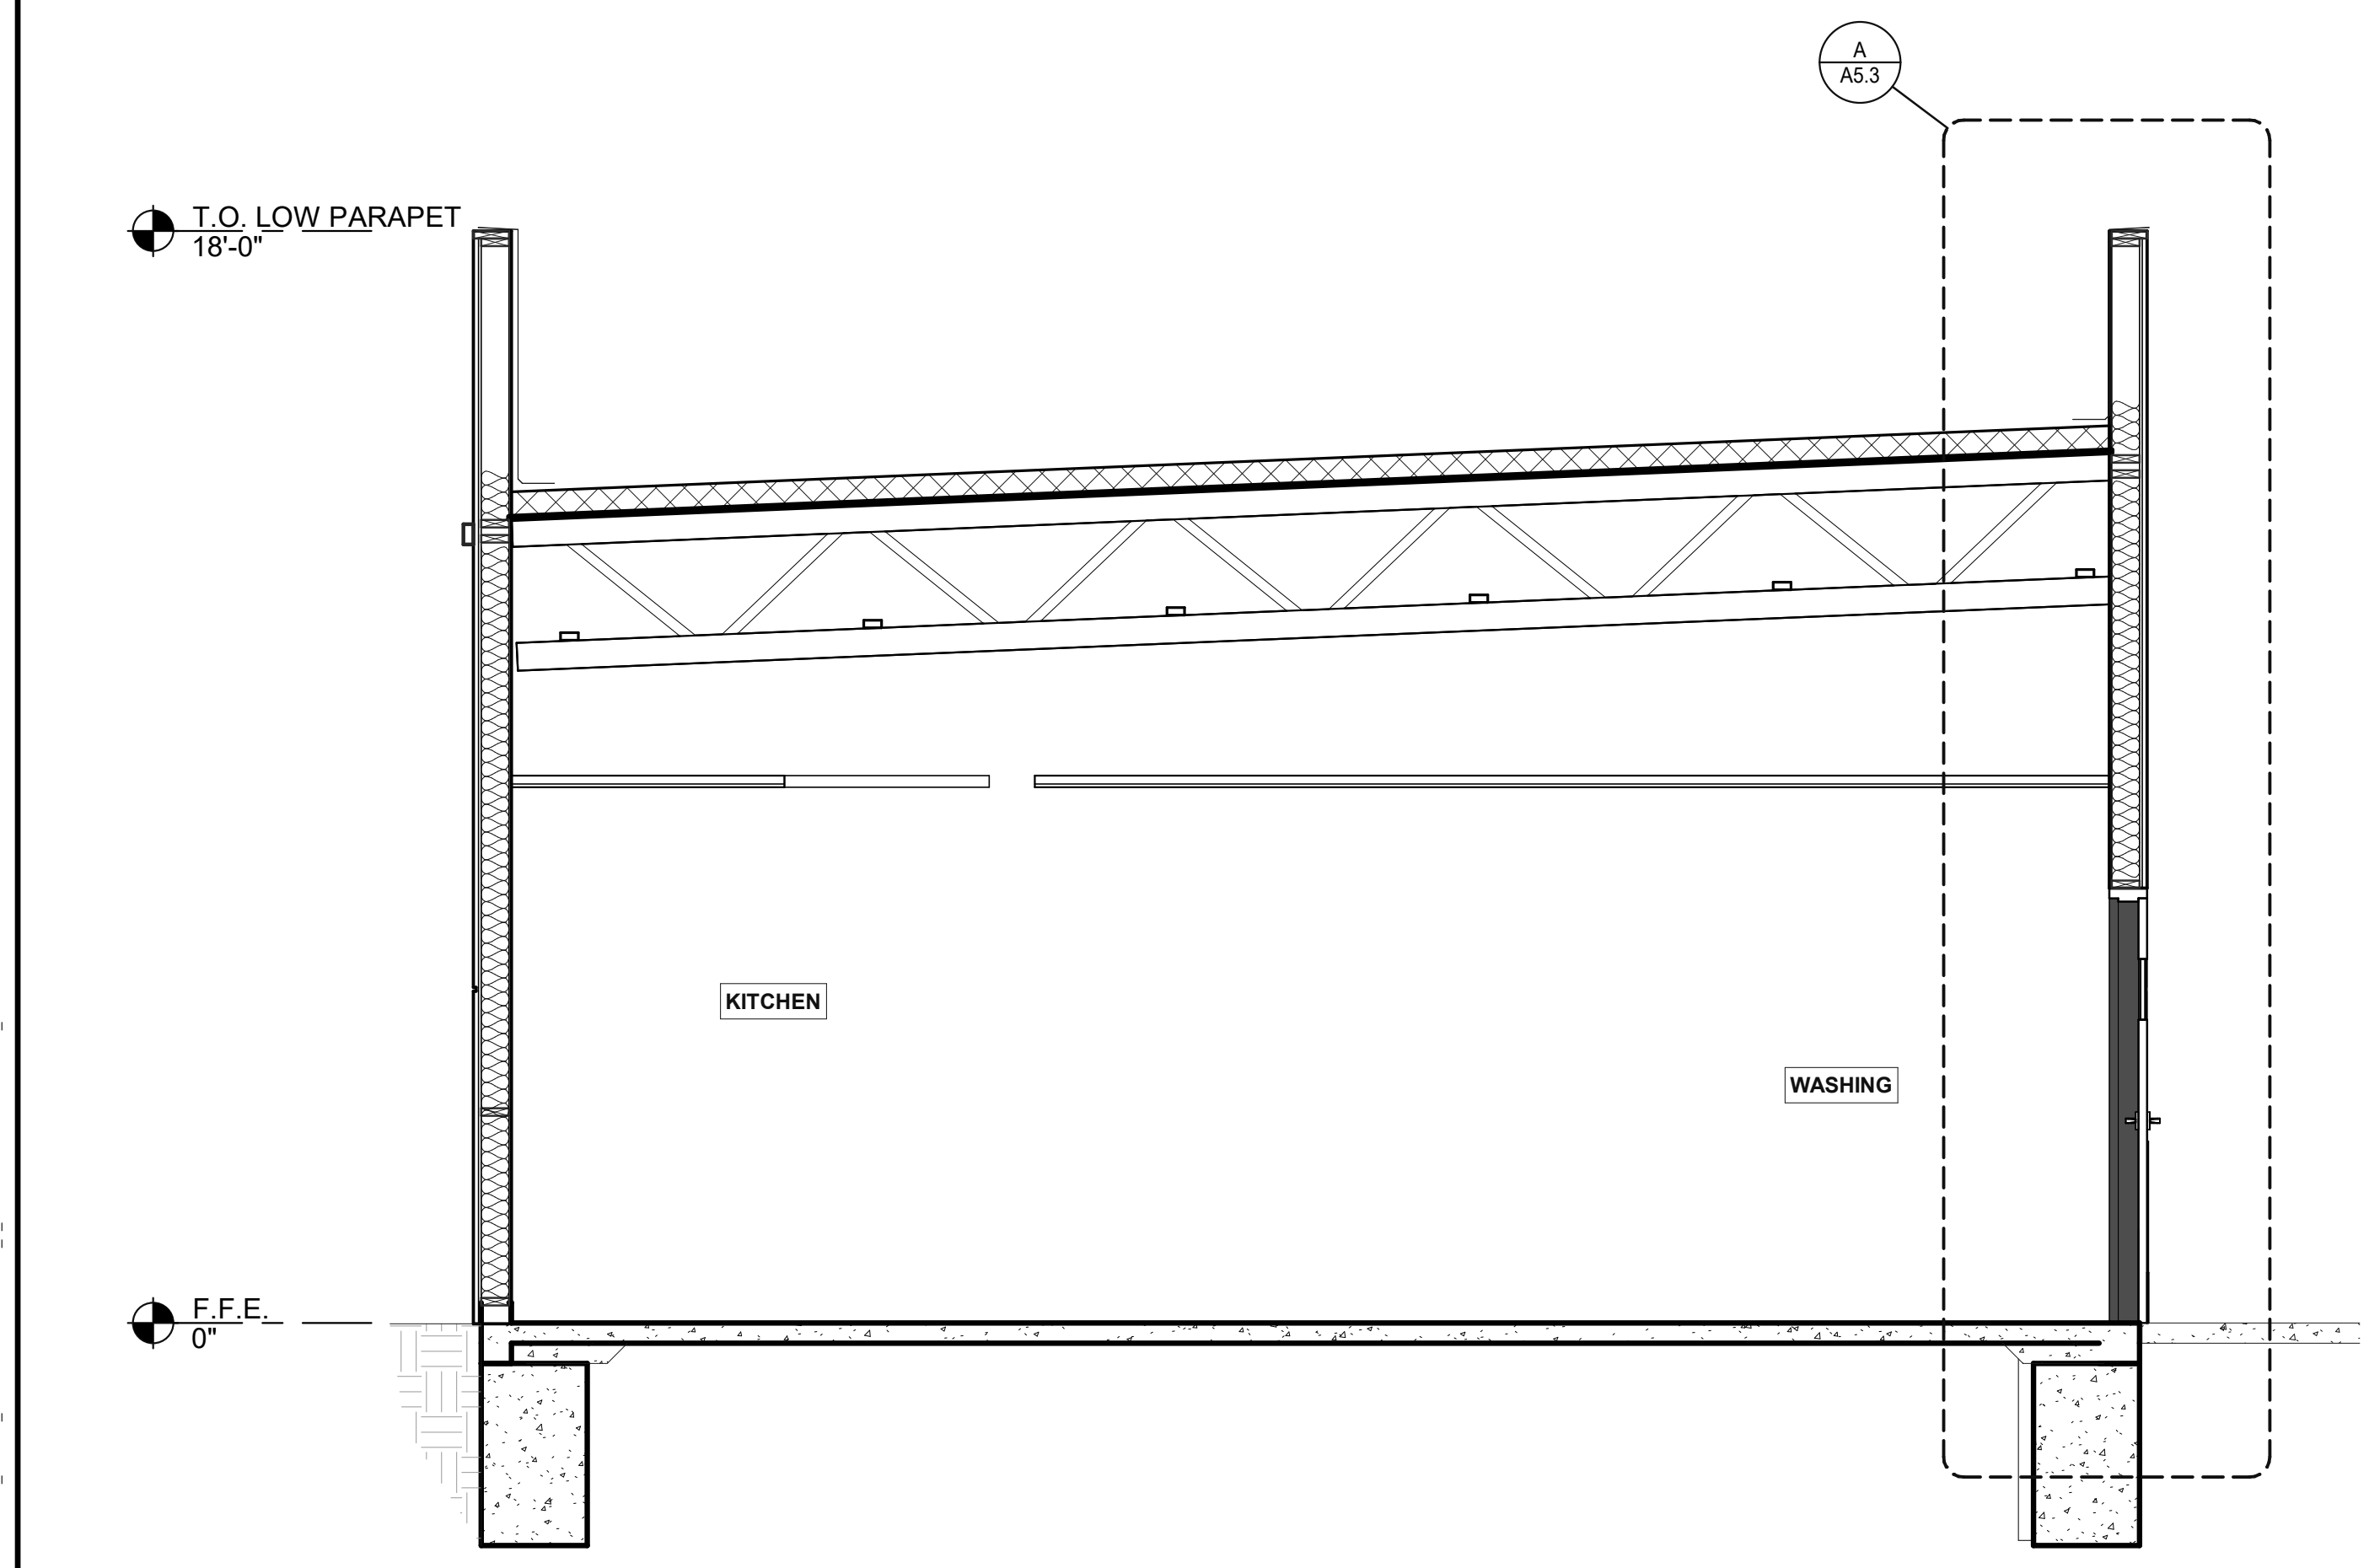 A
A5.3
T.O. LOW PARAPET
18'-0"
KITCHEN
WASHING
F.F.E.
0"